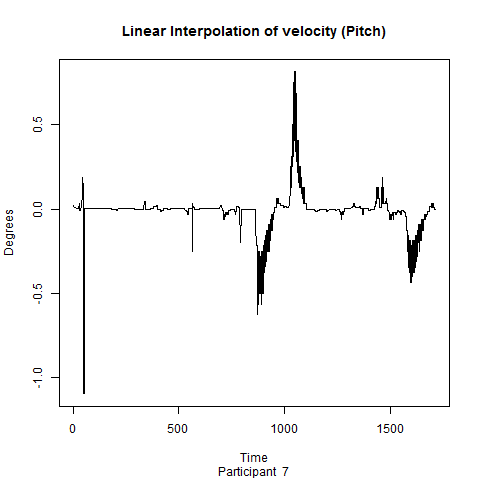 Linear Interpolation of velocity (Pitch)
Degrees
0.5
0.0
-0.5
-1.0
0 500 1000 1500
Time
Participant 7